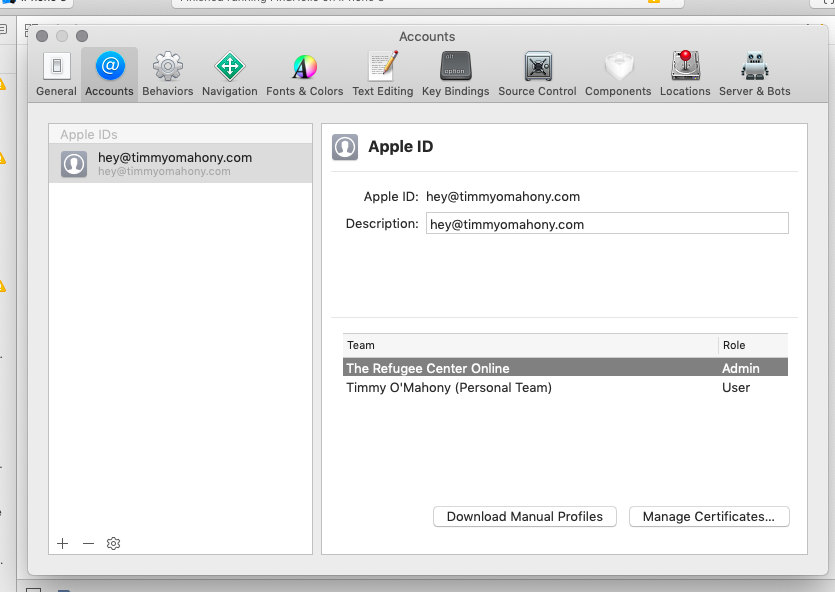 Accounts
General Accounts Behaviors Navigation Fonts & Colors Text Editing Key Bindings Source Control Components Locations Server & Bots
off
option
Apple IDs
hey@timmyomahony.com
hey@timmyomahony.com
Apple ID
Apple ID: hey@timmyomahony.com
Description: hey@timmyomahony.com
Team Role
The Refugee Center Online Admin
Timmy O'Mahony (Personal Team) User
Download Manual Profiles Manage Certificates...